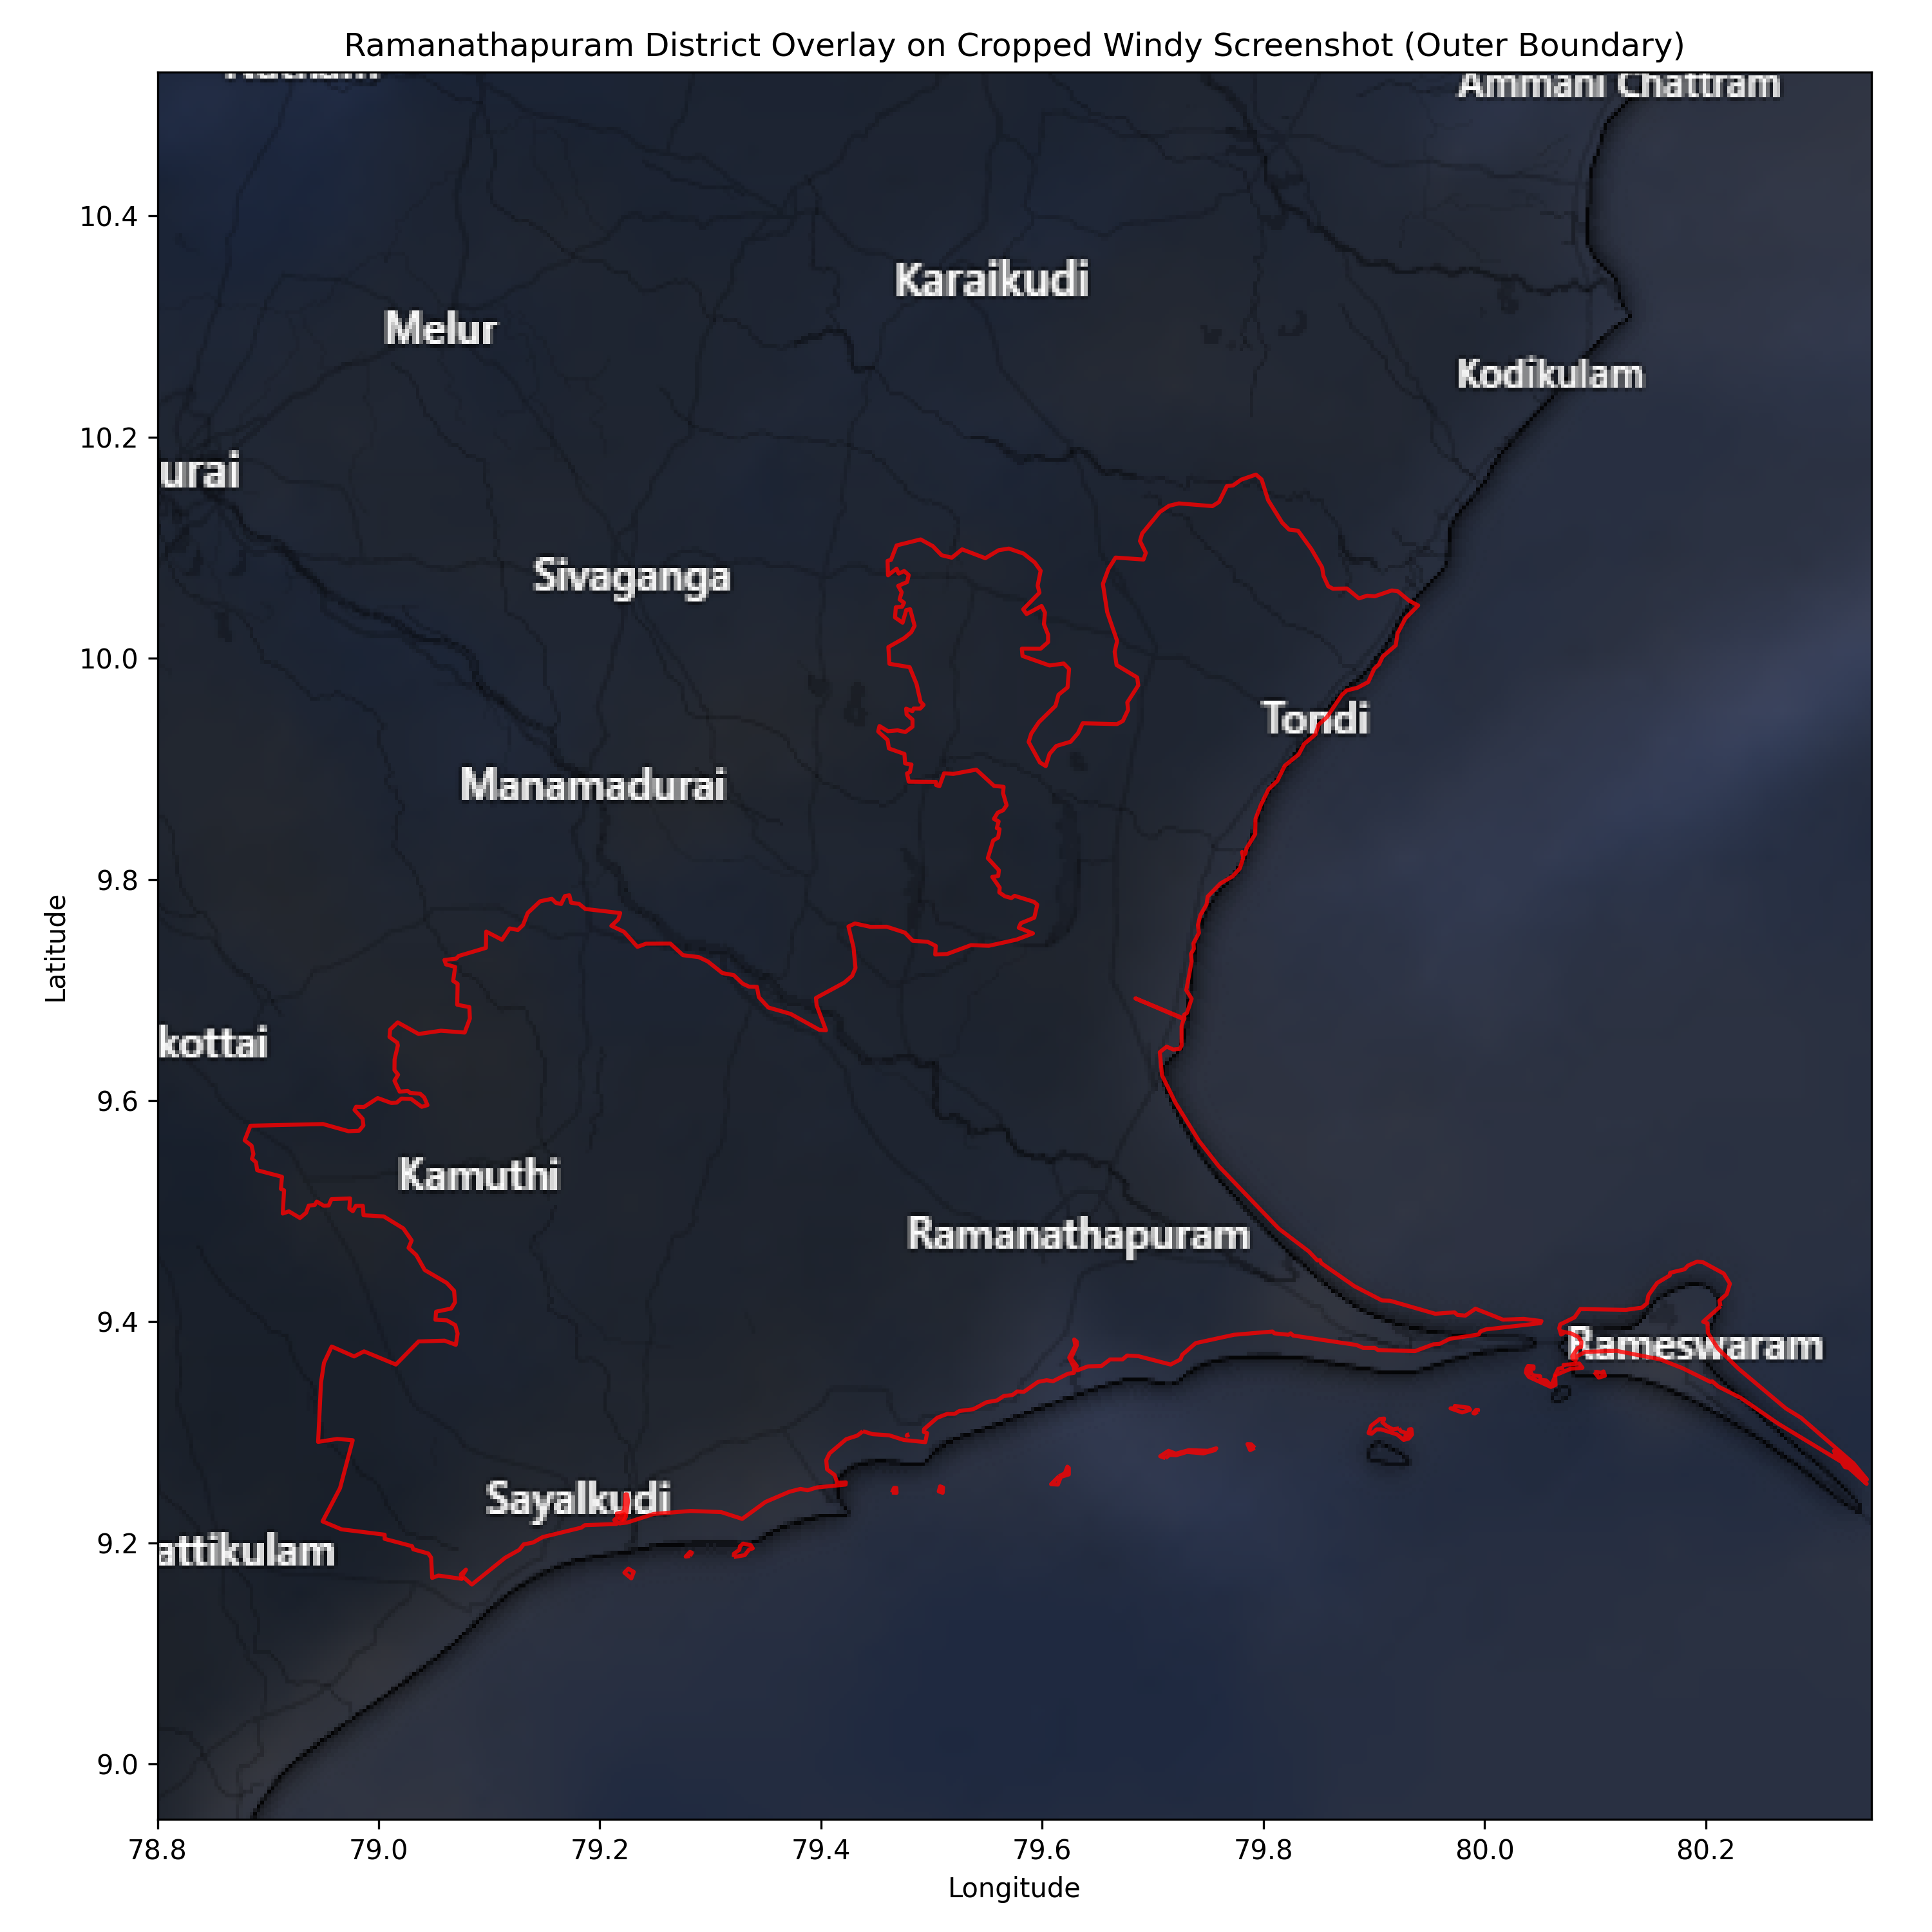 Ramanathapuram District Overlay on Cropped Windy Screenshot (Outer Boundary)
Ammani Chattram
10.4
Karaikudi
Melur
Kodikulam
10.2
urai
Sivaganga
10.0
Tondi
Manamadurai
9.8
Latitude
kottai
9.6
Kamuthi
Ramanathapuram
9.4
Rameswaram
Sayalkudi
9.2
attikulam
9.0
78.8 79.0 79.2 79.4 79.6 79.8 80.0 80.2
Longitude